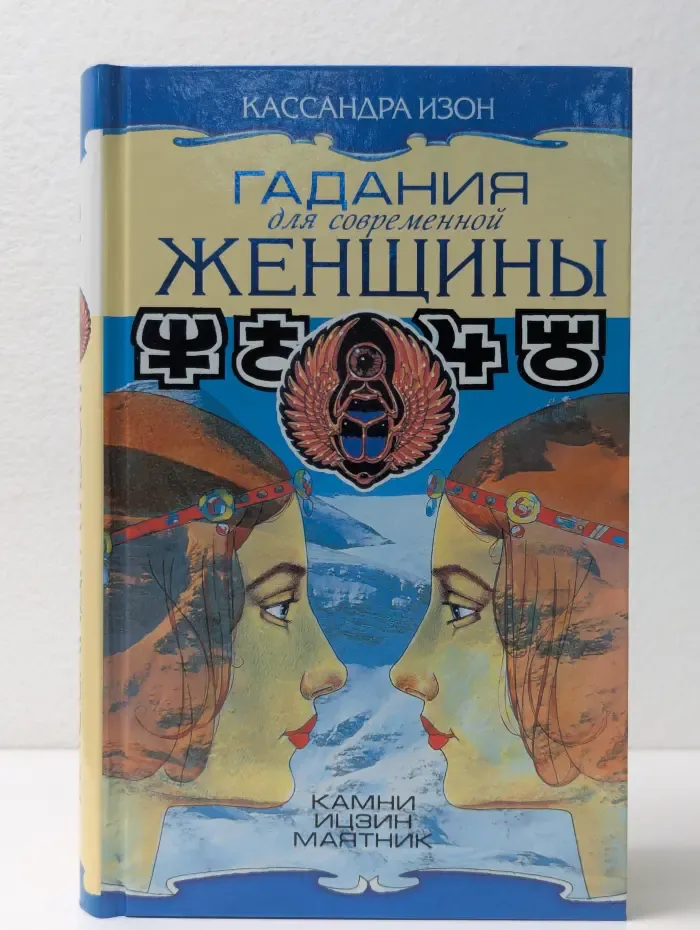 КАССАНДРА ИЗОН
ГАДАНИЯ
для современной
ЖЕНЩИНЫ
КАМНИ
ИЦЗИН
МАЯТНИК